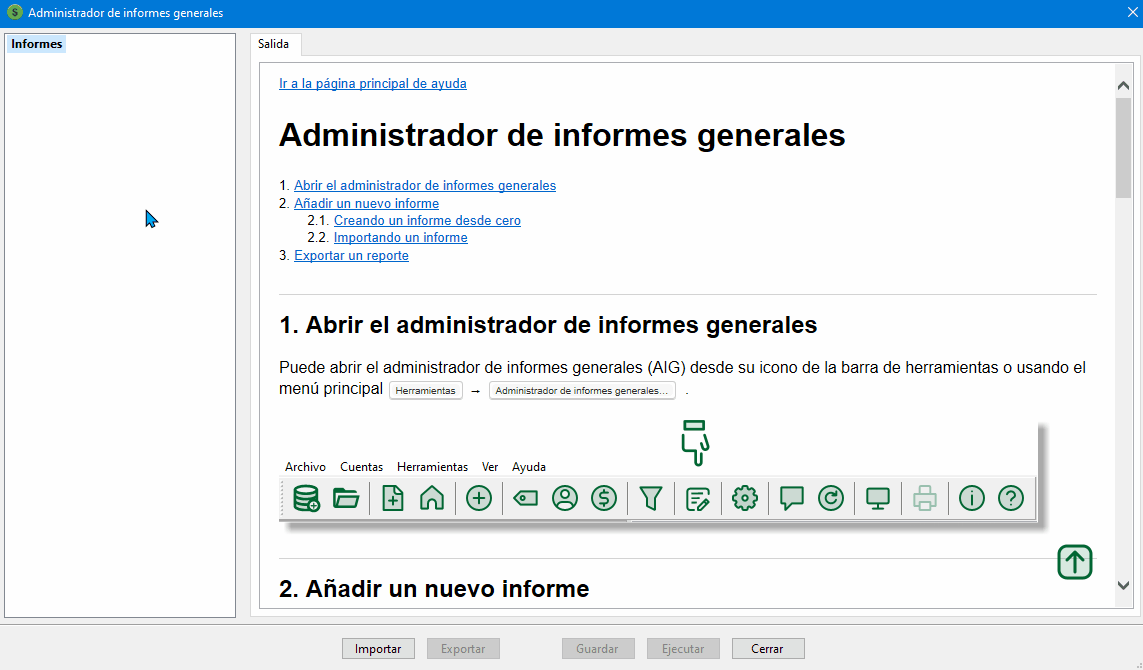 Administrador de informes generales
Informes
Salida
Ir a la página principal de ayuda
Administrador de informes generales
1. Abrir el administrador de informes generales
2. Añadir un nuevo informe
2.1. Creando un informe desde cero
2.2. Importando un informe
3. Exportar un reporte
1. Abrir el administrador de informes generales
Puede abrir el administrador de informes generales (AIG) desde su icono de la barra de herramientas o usando el
menú principal Herramientas → Administrador de informes generales... .
Archivo Cuentas Herramientas Ver Ayuda
2. Añadir un nuevo informe
Importar Exportar Guardar Ejecutar Cerrar